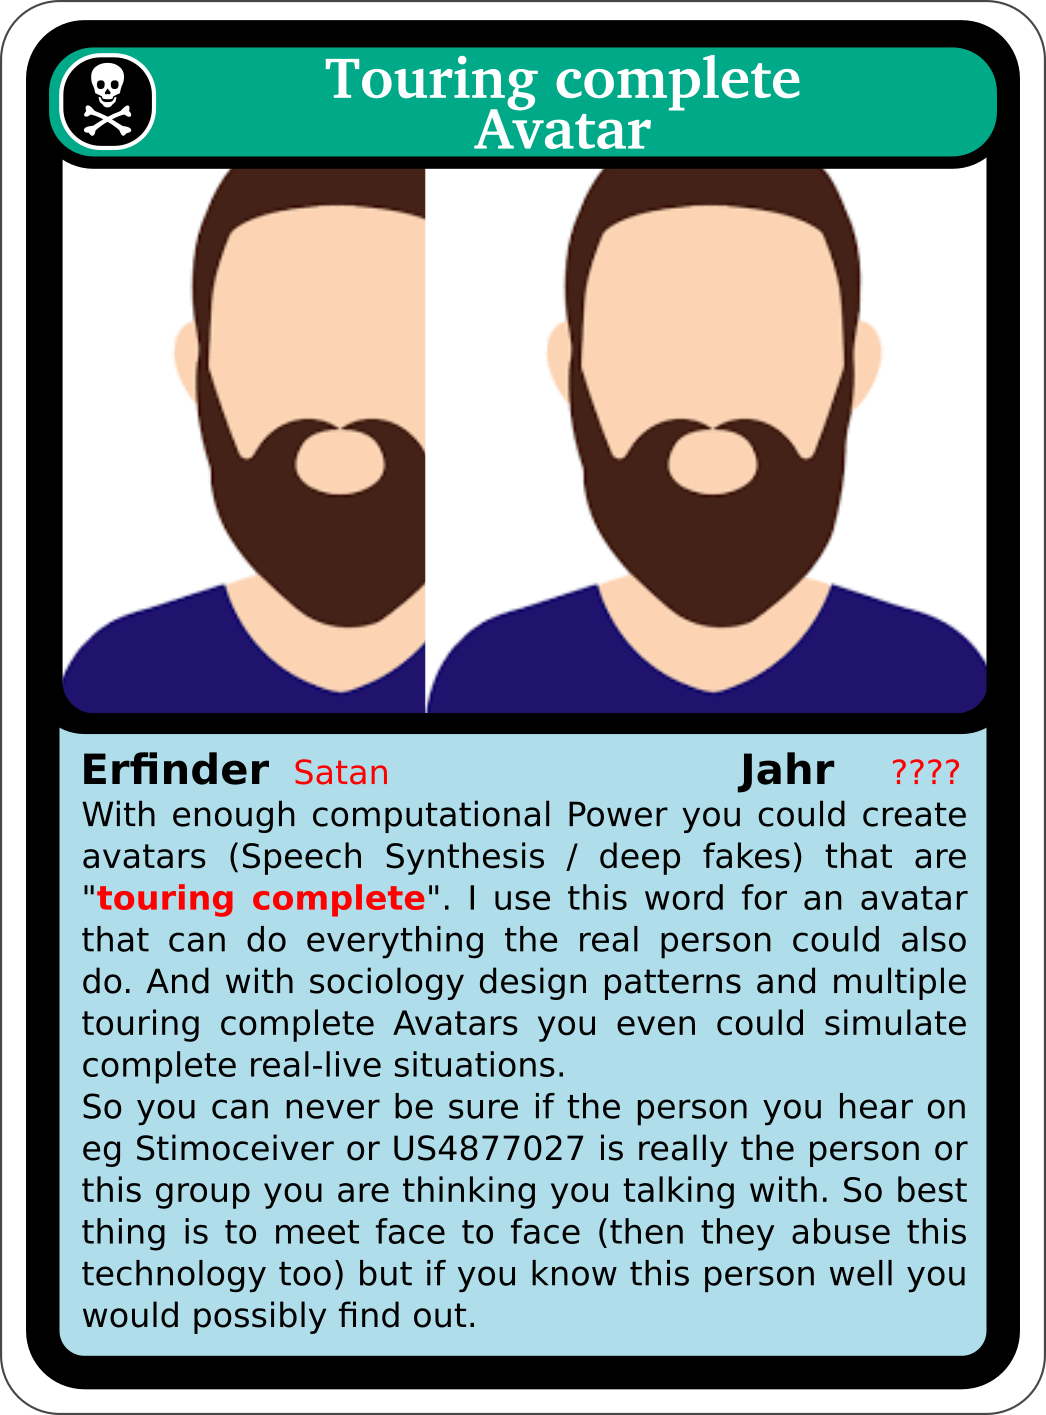 Touring complete
Avatar
Erfinder Satan Jahr ????
With enough computational Power you could create
avatars (Speech Synthesis / deep fakes) that are
"touring complete". I use this word for an avatar
that can do everything the real person could also
do. And with sociology design patterns and multiple
touring complete Avatars you even could simulate
complete real-live situations.
So you can never be sure if the person you hear on
eg Stimoceiver or US4877027 is really the person or
this group you are thinking you talking with. So best
thing is to meet face to face (then they abuse this
technology too) but if you know this person well you
would possibly find out.